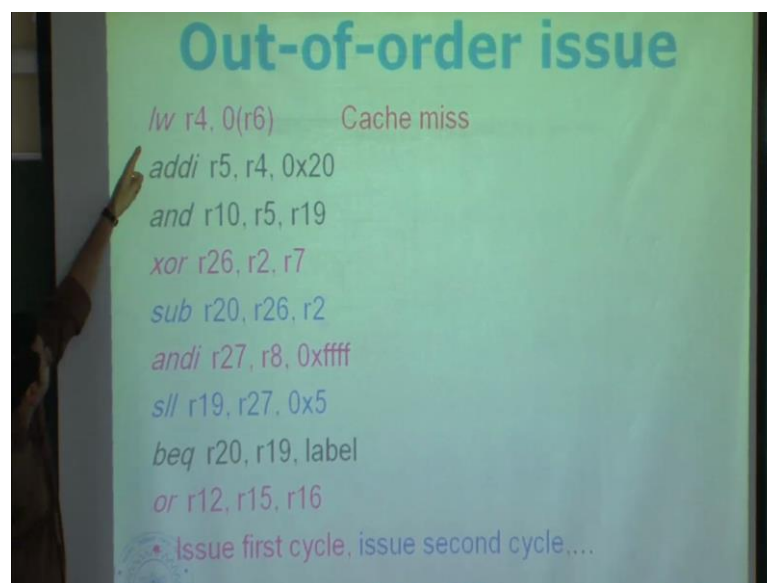 Out-of-order issue
lw r4, 0(r6) Cache miss
addi r5, r4, 0x20
and r10, r5, r19
xor r26, r2, r7
sub r20, r26, r2
andi r27, r8, 0xffff
sll r19, r27, 0x5
beq r20, r19, label
or r12, r15, r16
• Issue first cycle, issue second cycle,...